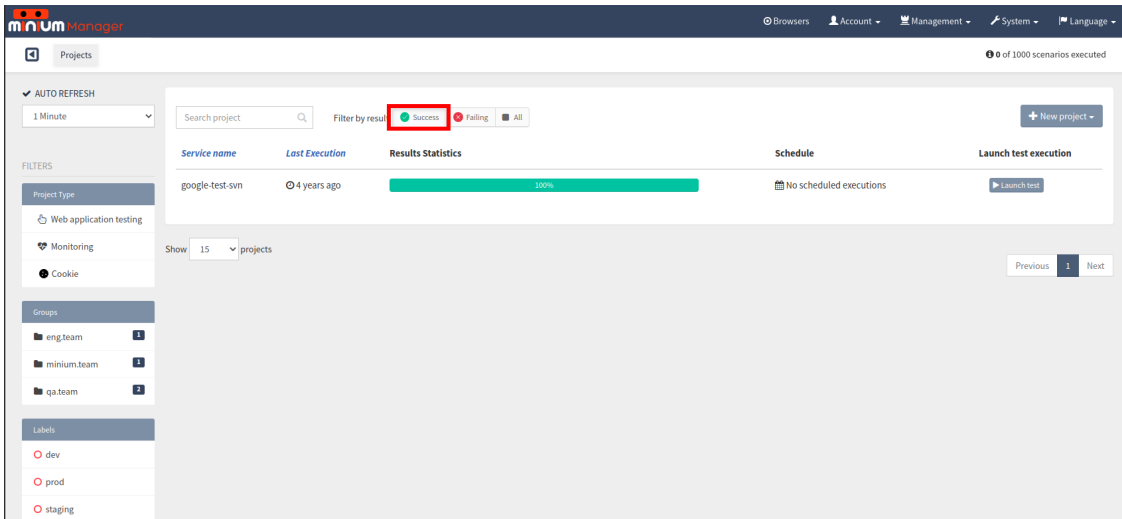 minium Manager
Browsers Account Management System Language
Projects
0 of 1000 scenarios executed
AUTO REFRESH
1 Minute
FILTERS
Project Type
Web application testing
Monitoring
Cookie
Groups
eng.team 1
minium.team 1
qa.team 2
Labels
dev
prod
staging
Search project Filter by result Success Failing All New project
Service name Last Execution Results Statistics Schedule Launch test execution
google-test-svn 4 years ago 100% No scheduled executions Launch test
Show 15 projects
Previous 1 Next